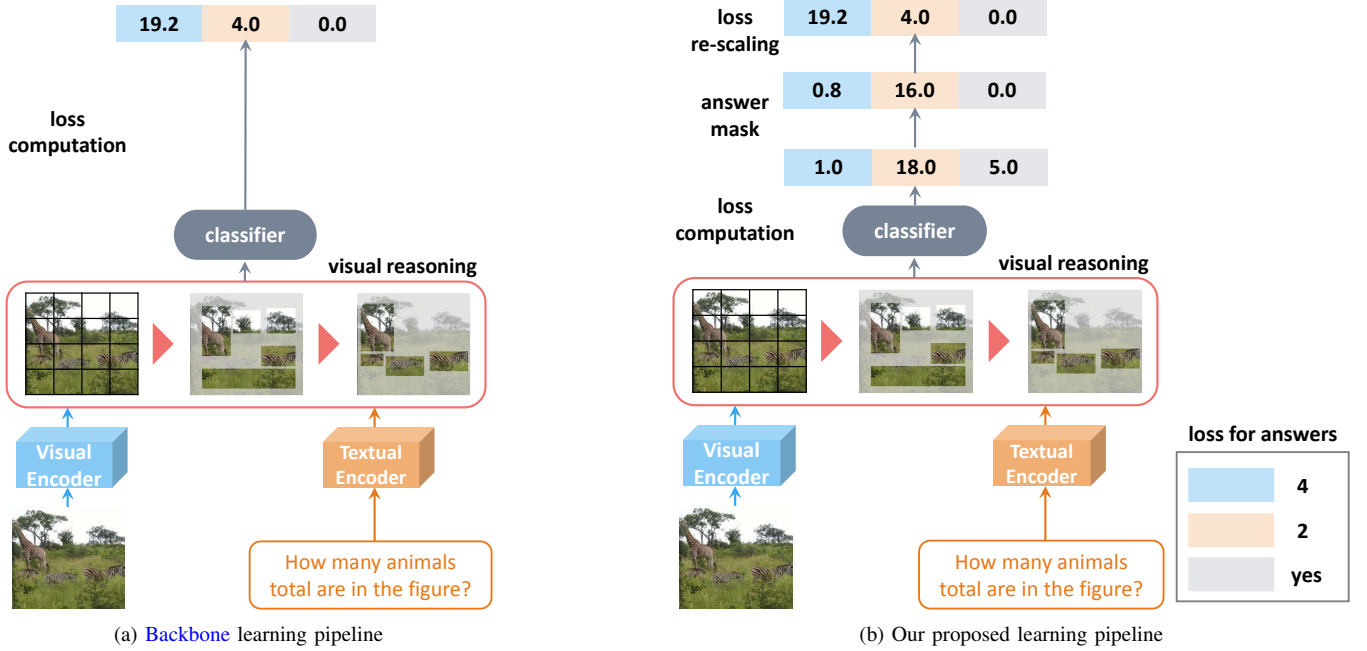 19.2 4.0 0.0
loss
computation
classifier
visual reasoning
Visual
Encoder
Textual
Encoder
How many animals
total are in the figure?
(a) Backbone learning pipeline
loss
re-scaling
19.2 4.0 0.0
answer
mask
0.8 16.0 0.0
1.0 18.0 5.0
loss
computation
classifier
visual reasoning
Visual
Encoder
Textual
Encoder
How many animals
total are in the figure?
loss for answers
4
2
yes
(b) Our proposed learning pipeline